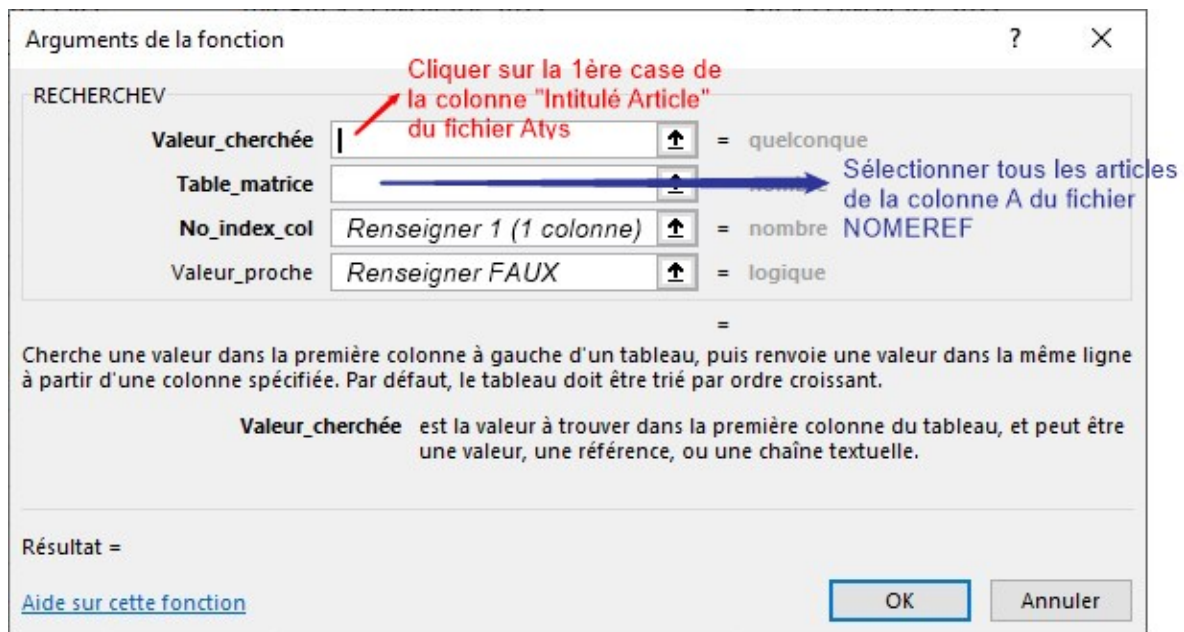 Arguments de la fonction ? X
Cliquer sur la 1ère case de
la colonne "Intitulé Article"
du fichier Atys
RECHERCHEV
Valeur_cherchée = quelconque
Table_matrice
Sélectionner tous les articles
de la colonne A du fichier
NOMEREF
No_index_col Renseigner 1 (1 colonne) = nombre
Valeur_proche Renseigner FAUX = logique
=
Cherche une valeur dans la première colonne à gauche d'un tableau, puis renvoie une valeur dans la même ligne
à partir d'une colonne spécifiée. Par défaut, le tableau doit être trié par ordre croissant.
Valeur_cherchée est la valeur à trouver dans la première colonne du tableau, et peut être
une valeur, une référence, ou une chaîne textuelle.
Résultat =
Aide sur cette fonction
OK Annuler